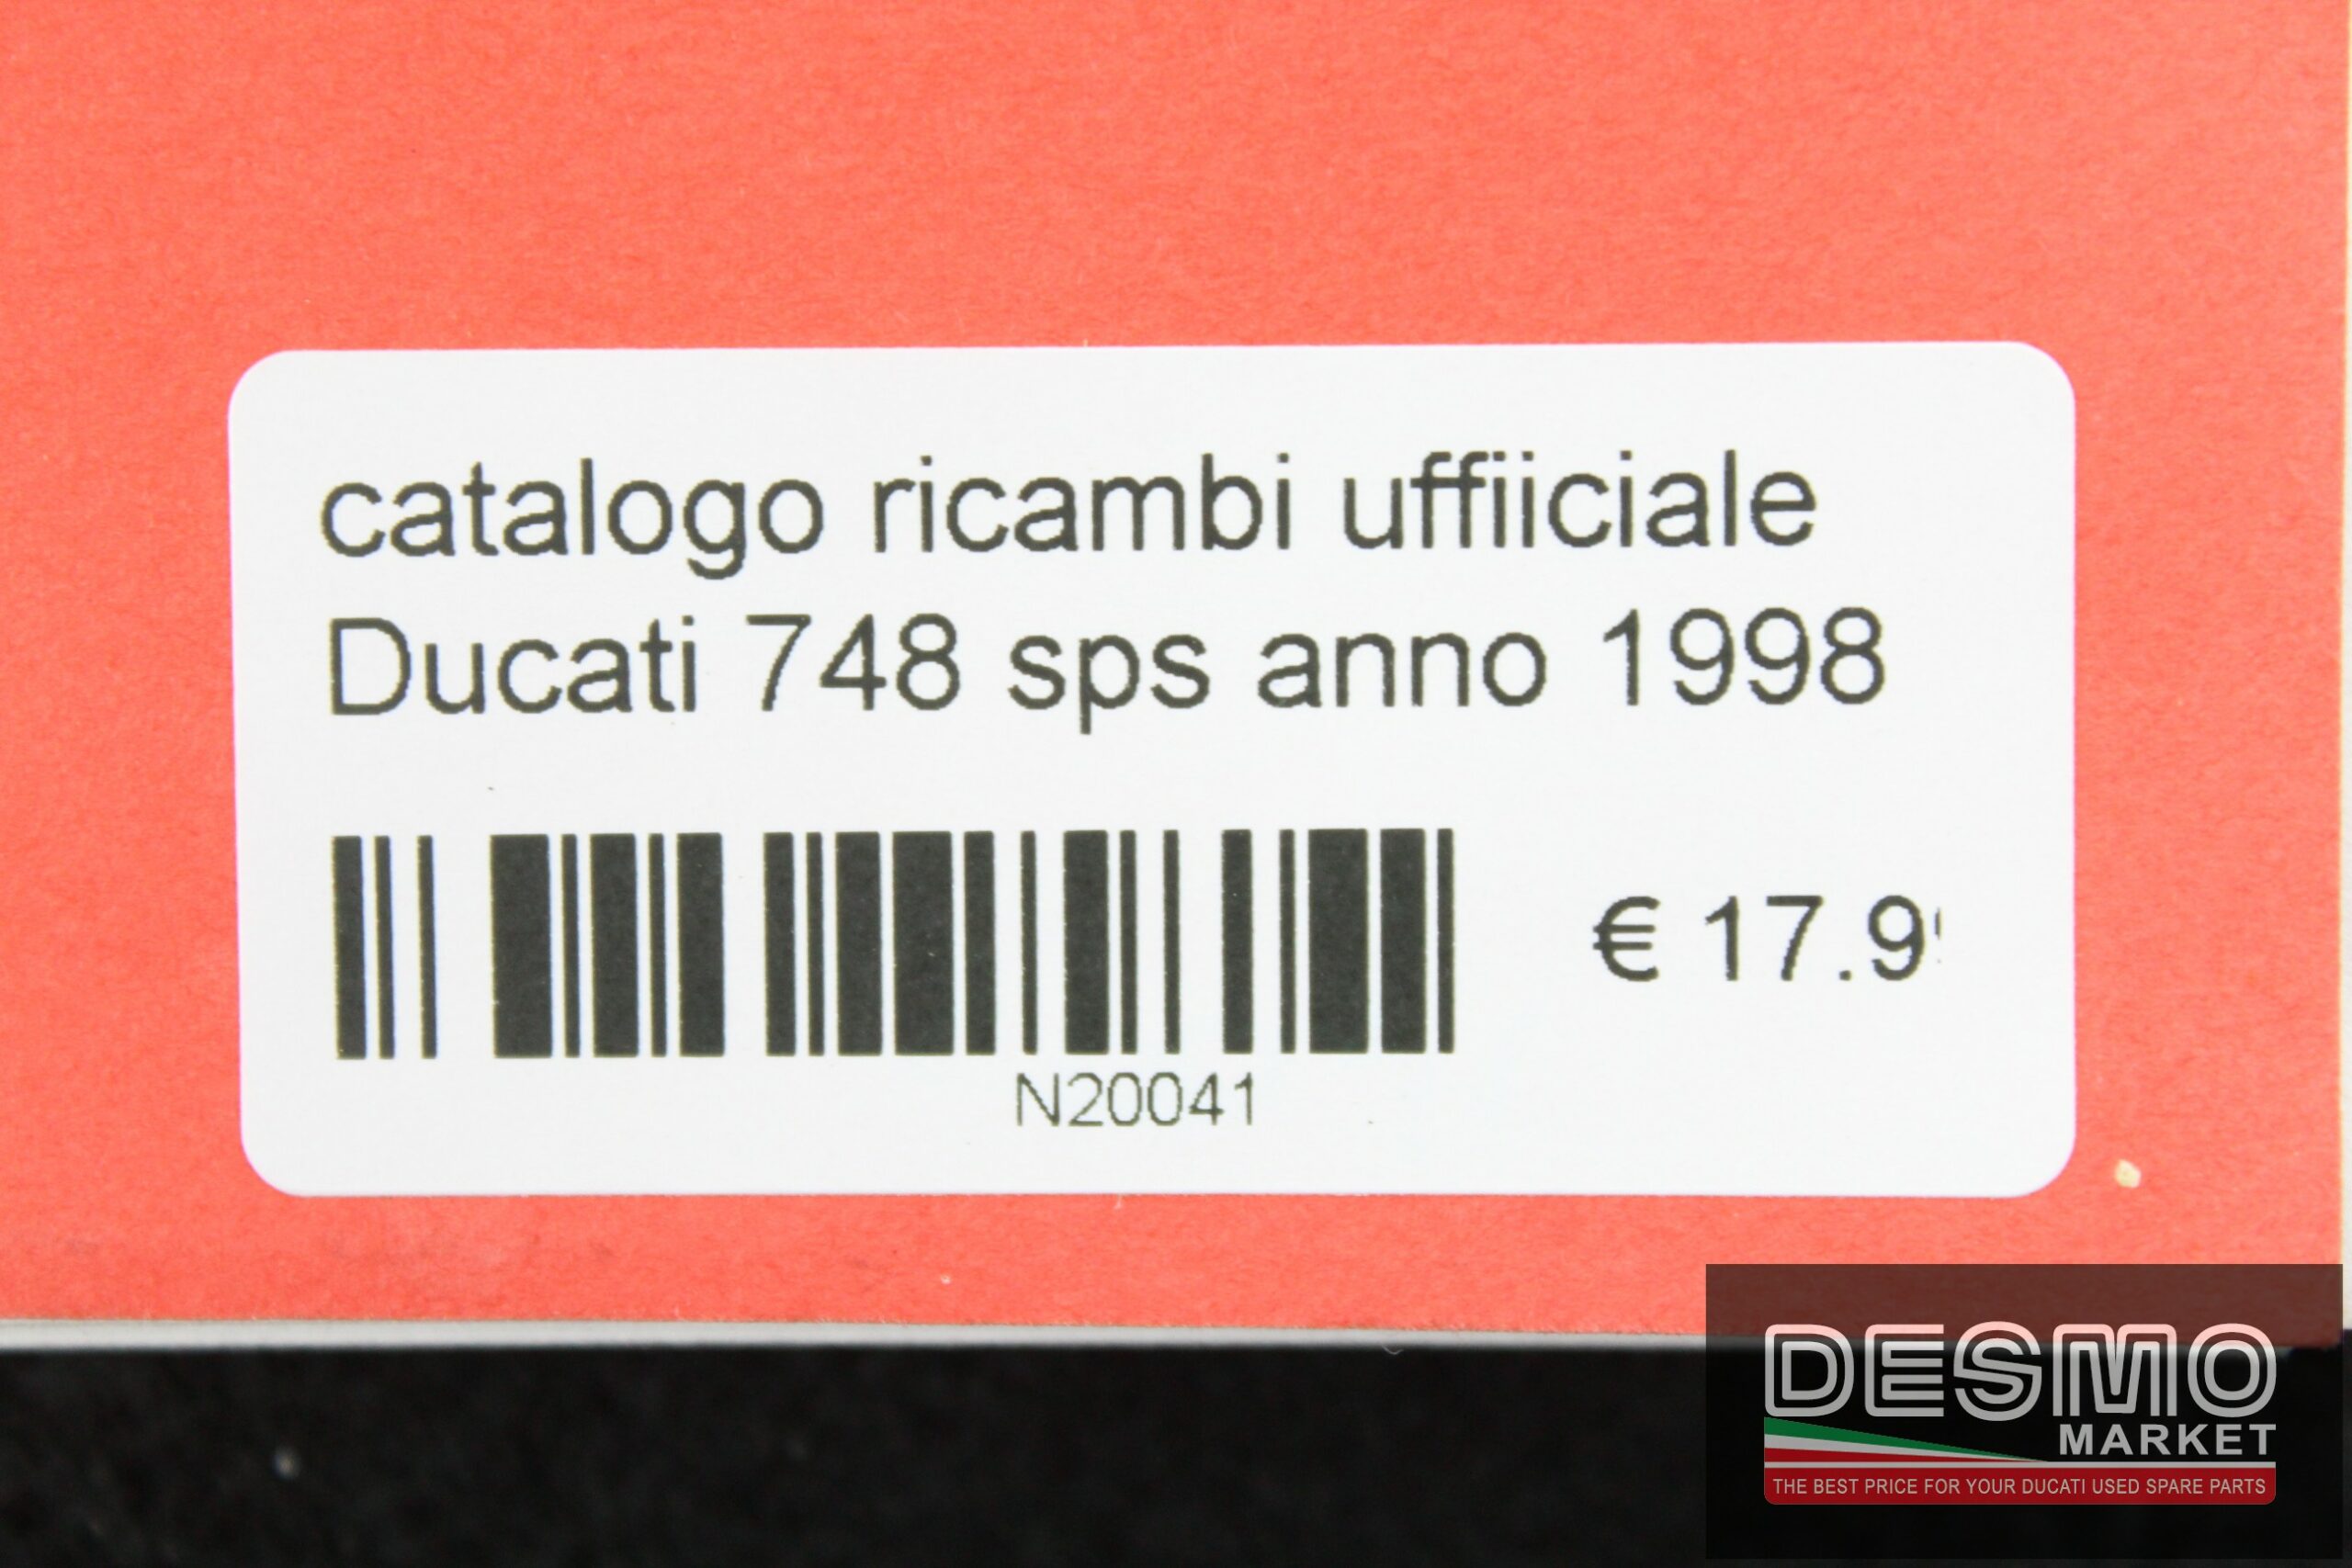 catalogo ricambi uffiiciale
Ducati 748 sps anno 1998
€ 17.9
N20041
DESMO
MARKET
THE BEST PRICE FOR YOUR DUCATI USED SPARE PARTS